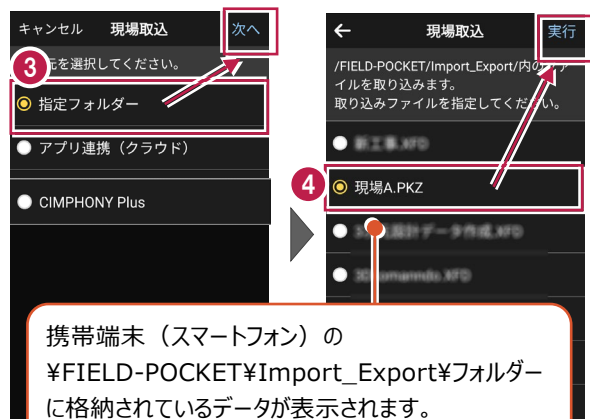 キャンセル 現場取込 次へ
元を選択してください。
3
指定フォルダー
アプリ連携（クラウド）
CIMPHONY Plus
現場取込 実行
/FIELD-POCKET/Import_Export/内の
イルを取り込みます。
取り込みファイルを指定してください。
4
現場A.PKZ
携帯端末（スマートフォン）の
¥FIELD-POCKET¥Import_Export¥フォルダー
に格納されているデータが表示されます。